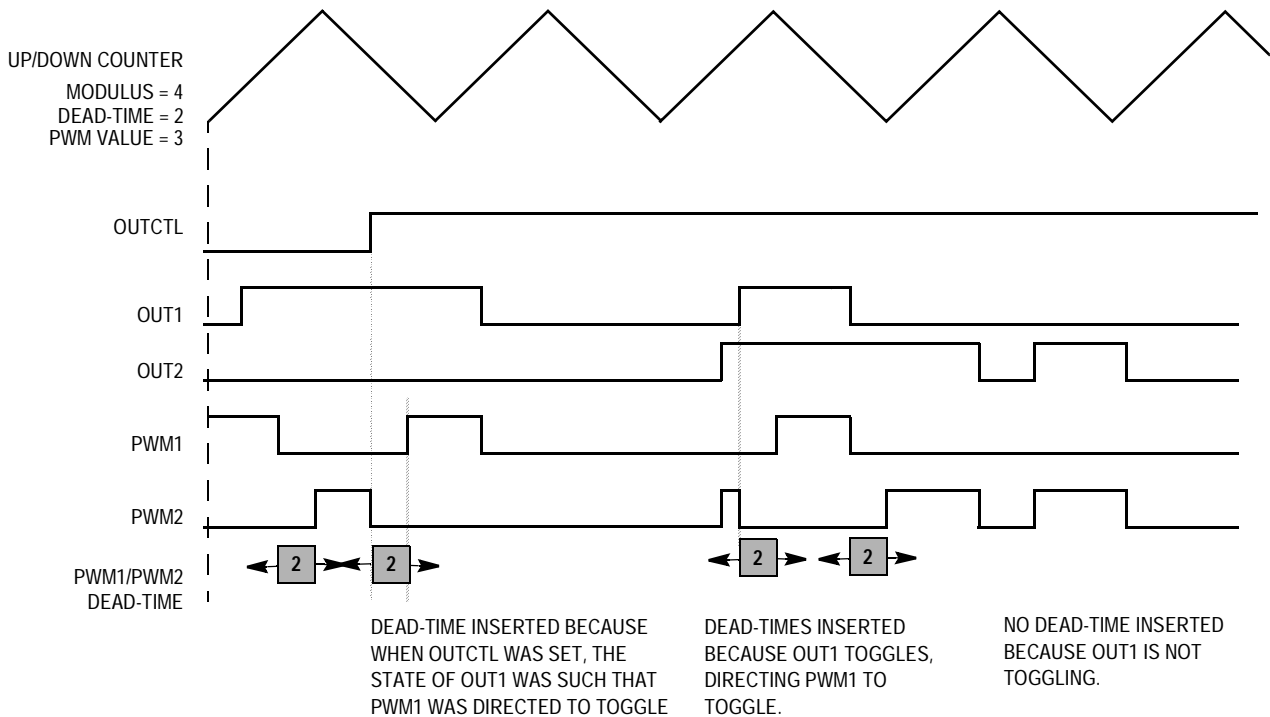 UP/DOWN COUNTER
MODULUS = 4
DEAD-TIME = 2
PWM VALUE = 3
OUTCTL
OUT1
OUT2
PWM1
PWM2
PWM1/PWM2
DEAD-TIME
2
2
2
2
DEAD-TIME INSERTED BECAUSE
WHEN OUTCTL WAS SET, THE
STATE OF OUT1 WAS SUCH THAT
PWM1 WAS DIRECTED TO TOGGLE
DEAD-TIMES INSERTED
BECAUSE OUT1 TOGGLES,
DIRECTING PWM1 TO
TOGGLE.
NO DEAD-TIME INSERTED
BECAUSE OUT1 IS NOT
TOGGLING.